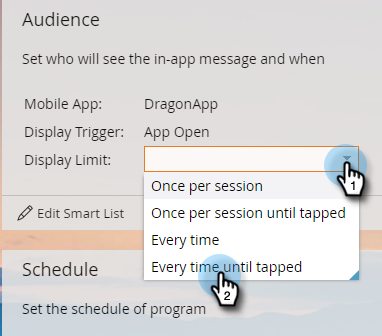 Audience
Set who will see the in-app message and when
Mobile App: DragonApp
Display Trigger: App Open
Display Limit:
1
Once per session
Once per session until tapped
Edit Smart List
Every time
Every time until tapped
2
Schedule
Set the schedule of program